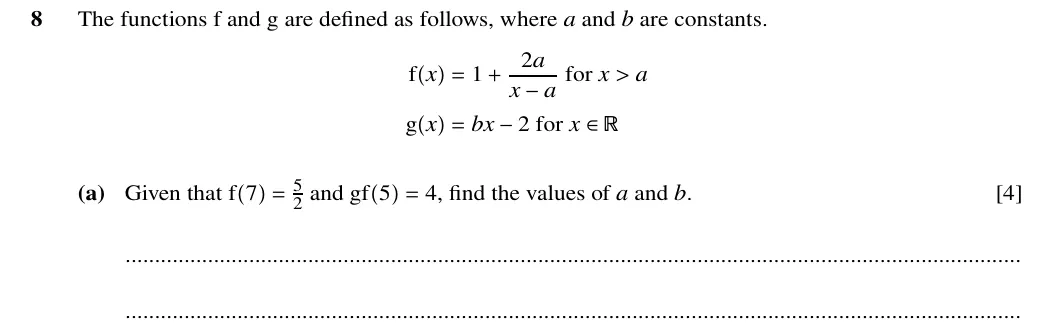 8 The functions f and g are defined as follows, where a and b are constants.
f(x) = 1 + 2a/(x − a) for x > a
g(x) = bx − 2 for x ∈ ℝ
(a) Given that f(7) = 5/2 and gf(5) = 4, find the values of a and b. [4]